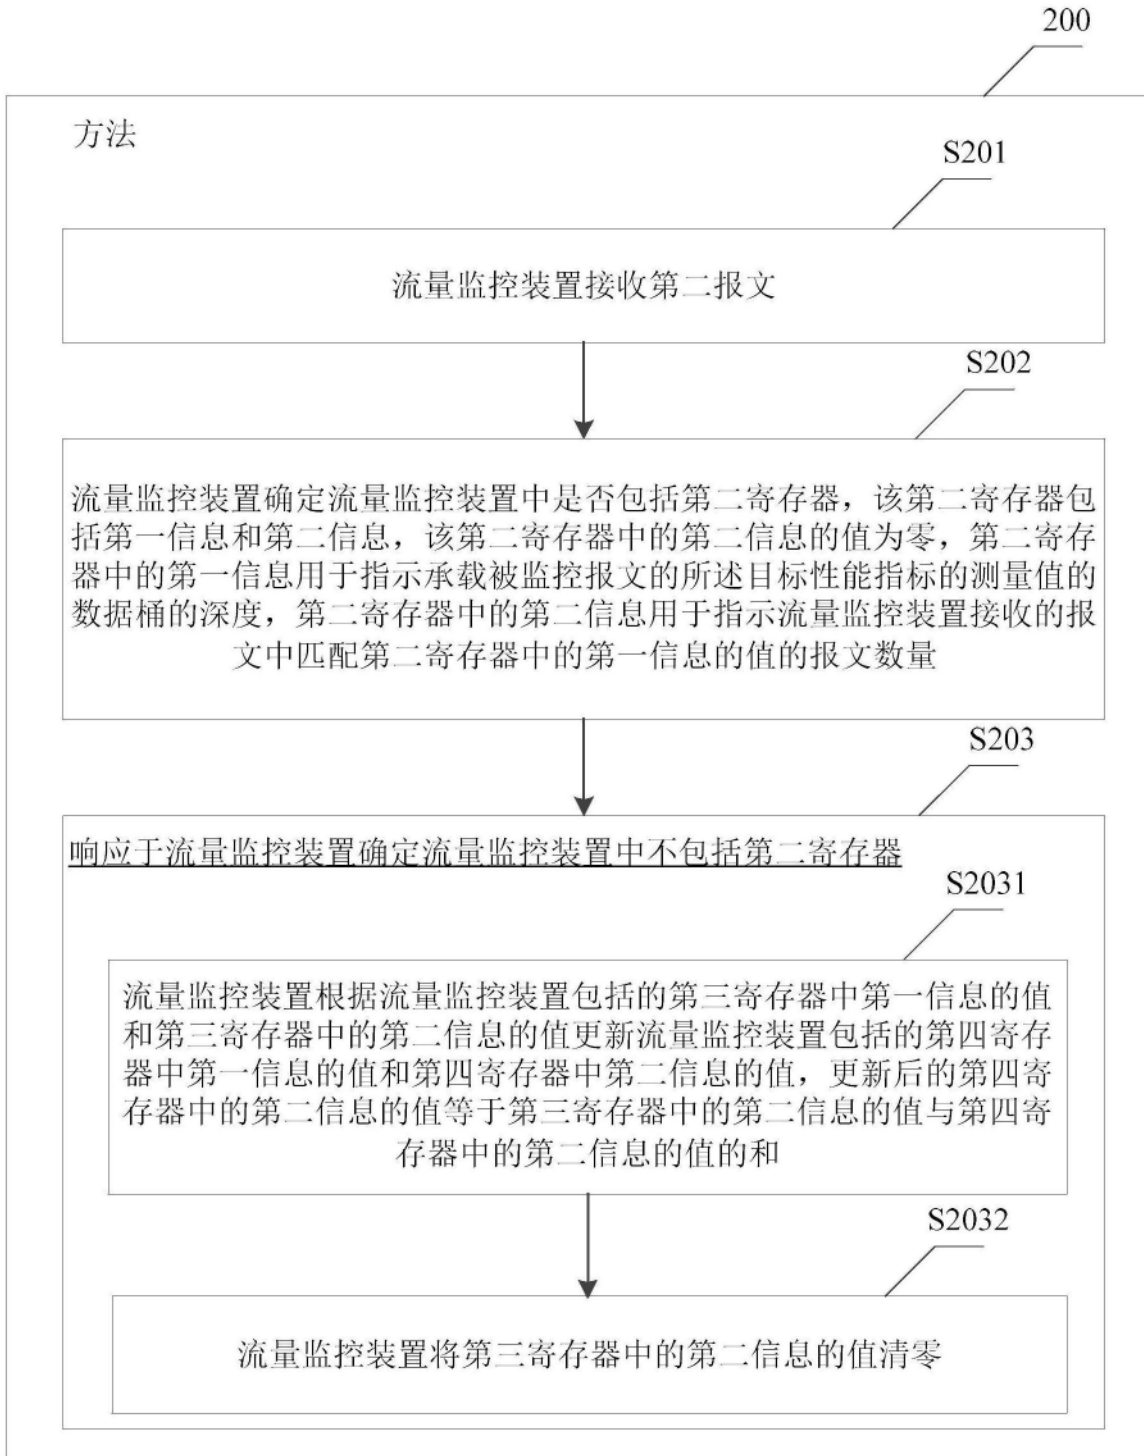 200
方法
S201
流量监控装置接收第二报文
S202
流量监控装置确定流量监控装置中是否包括第二寄存器，该第二寄存器包
括第一信息和第二信息，该第二寄存器中的第二信息的值为零，第二寄存
器中的第一信息用于指示承载被监控报文的所述目标性能指标的测量值的
数据桶的深度，第二寄存器中的第二信息用于指示流量监控装置接收的报
文中匹配第二寄存器中的第一信息的值的报文数量
S203
响应于流量监控装置确定流量监控装置中不包括第二寄存器
S2031
流量监控装置根据流量监控装置包括的第三寄存器中第一信息的值
和第三寄存器中的第二信息的值更新流量监控装置包括的第四寄存
器中第一信息的值和第四寄存器中第二信息的值，更新后的第四寄
存器中的第二信息的值等于第三寄存器中的第二信息的值与第四寄
存器中的第二信息的值的和
S2032
流量监控装置将第三寄存器中的第二信息的值清零